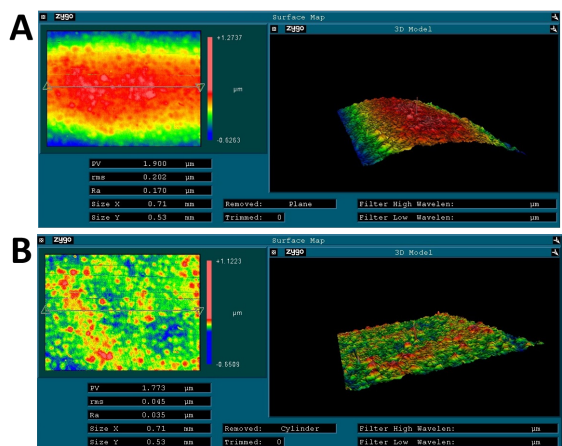 A
zygo
Surface Map
zygo
3D Model
+1.2737
µm
-0.6263
PV 1.900 µm
rms 0.202 µm
Ra 0.170 µm
Size X 0.71 mm
Size Y 0.53 mm
Removed: Plane
Trimmed: 0
Filter High Wavelen: µm
Filter Low Wavelen: µm
B
zygo
Surface Map
zygo
3D Model
+1.1223
µm
-0.6509
PV 1.773 µm
rms 0.045 µm
Ra 0.035 µm
Size X 0.71 mm
Size Y 0.53 mm
Removed: Cylinder
Trimmed: 0
Filter High Wavelen: µm
Filter Low Wavelen: µm